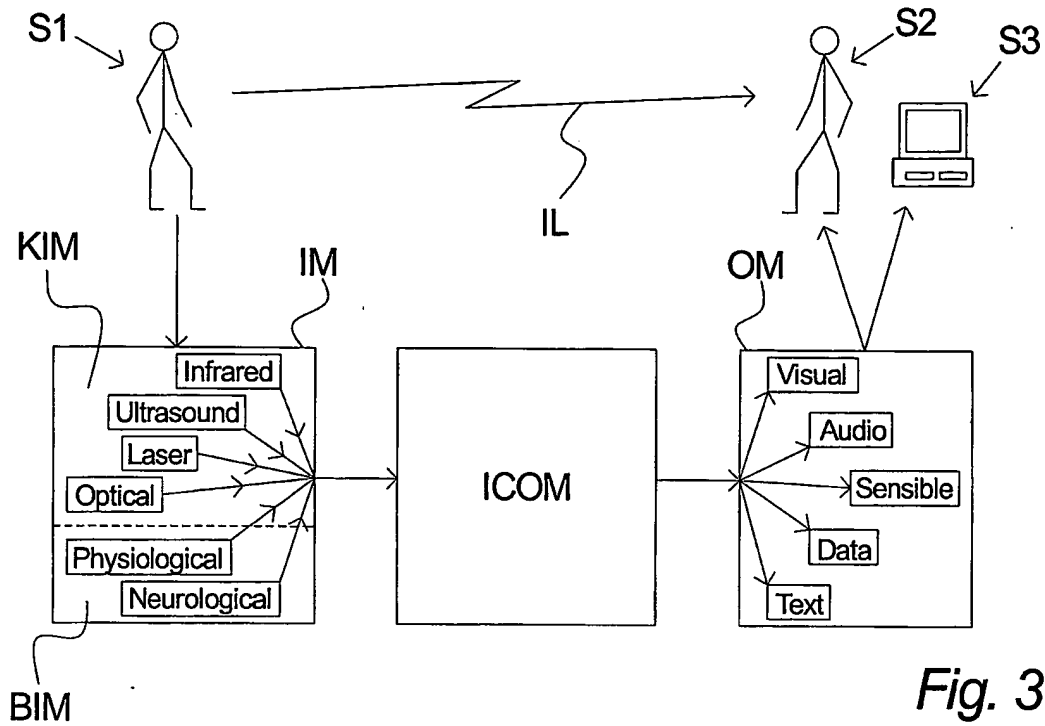 S1
S2
S3
IL
KIM
IM
OM
Infrared
Ultrasound
Laser
Optical
Physiological
Neurological
ICOM
Visual
Audio
Sensible
Data
Text
BIM
Fig. 3